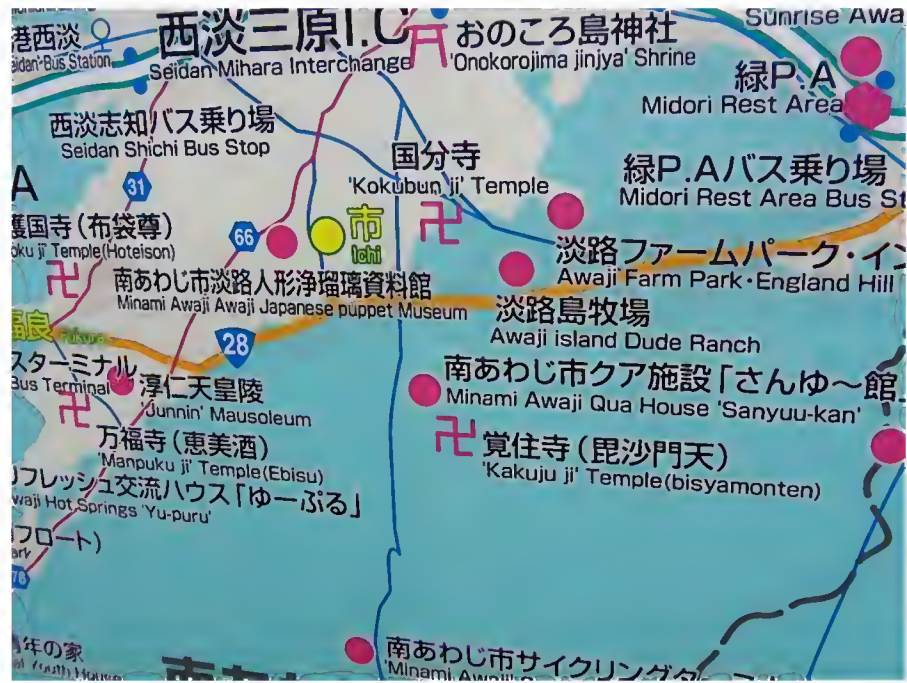 港西淡
Seidan Bus Station
西淡三原I.C
Seidan Mihara Interchange
おのころ島神社
'Onokorojima jinjya' Shrine
Sunrise Awa
緑P.A
Midori Rest Area
西淡志知バス乗り場
Seidan Shichi Bus Stop
国分寺
'Kokubun ji' Temple
緑P.Aバス乗り場
Midori Rest Area Bus St
A
31
護国寺(布袋尊)
oku ji' Temple(Hoteison)
66
市
Ichi
淡路ファームパーク・イン
Awaji Farm Park・England Hill
南あわじ市淡路人形浄瑠璃資料館
Minami Awaji Awaji Japanese puppet Museum
淡路島牧場
Awaji island Dude Ranch
福良
Fukura
28
スターミナル
Bus Terminal
淳仁天皇陵
'Junnin' Mausoleum
南あわじ市クア施設「さんゆ〜館」
Minami Awaji Qua House 'Sanyuu-kan'
万福寺(恵美酒)
'Manpuku ji' Temple(Ebisu)
覚住寺(毘沙門天)
'Kakuju ji' Temple(bisyamonten)
リフレッシュ交流ハウス「ゆーぷる」
waji Hot Springs 'Yu-puru'
フロート)
ark
76
青年の家
Youth House
南あわじ市サイクリングタ
'Minami Awaji'